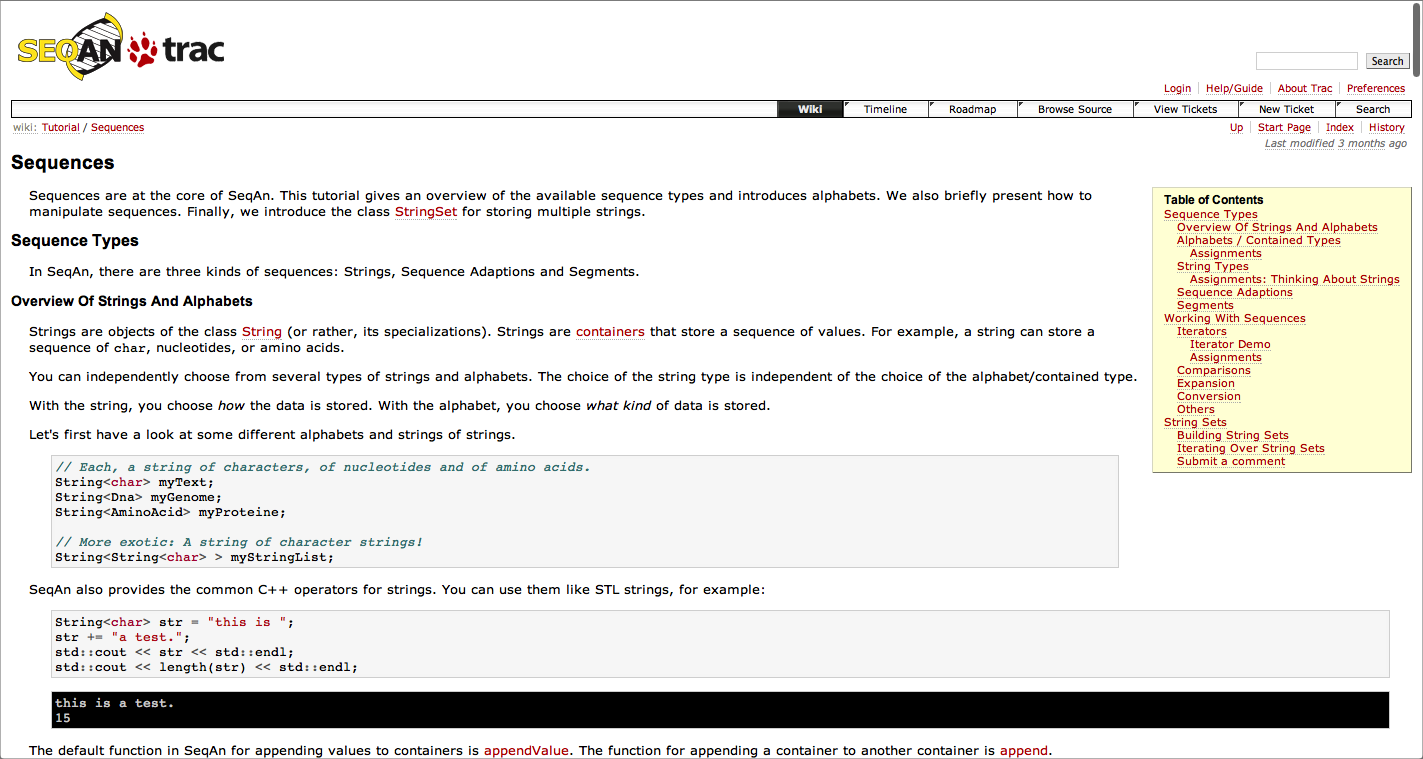 SEQAN trac
Search
Login Help/Guide About Trac Preferences
Wiki Timeline Roadmap Browse Source View Tickets New Ticket Search
wiki: Tutorial / Sequences
Up Start Page Index History
Last modified 3 months ago
Sequences
Sequences are at the core of SeqAn. This tutorial gives an overview of the available sequence types and introduces alphabets. We also briefly present how to
manipulate sequences. Finally, we introduce the class StringSet for storing multiple strings.
Sequence Types
In SeqAn, there are three kinds of sequences: Strings, Sequence Adaptions and Segments.
Overview Of Strings And Alphabets
Strings are objects of the class String (or rather, its specializations). Strings are containers that store a sequence of values. For example, a string can store a
sequence of char, nucleotides, or amino acids.
You can independently choose from several types of strings and alphabets. The choice of the string type is independent of the choice of the alphabet/contained type.
With the string, you choose how the data is stored. With the alphabet, you choose what kind of data is stored.
Let's first have a look at some different alphabets and strings of strings.
// Each, a string of characters, of nucleotides and of amino acids.
String<char> myText;
String<Dna> myGenome;
String<AminoAcid> myProteine;
// More exotic: A string of character strings!
String<String<char> > myStringList;
SeqAn also provides the common C++ operators for strings. You can use them like STL strings, for example:
String<char> str = "this is ";
str += "a test.";
std::cout << str << std::endl;
std::cout << length(str) << std::endl;
this is a test.
15
The default function in SeqAn for appending values to containers is appendValue. The function for appending a container to another container is append.
Table of Contents
Sequence Types
Overview Of Strings And Alphabets
Alphabets / Contained Types
Assignments
String Types
Assignments: Thinking About Strings
Sequence Adaptions
Segments
Working With Sequences
Iterators
Iterator Demo
Assignments
Comparisons
Expansion
Conversion
Others
String Sets
Building String Sets
Iterating Over String Sets
Submit a comment